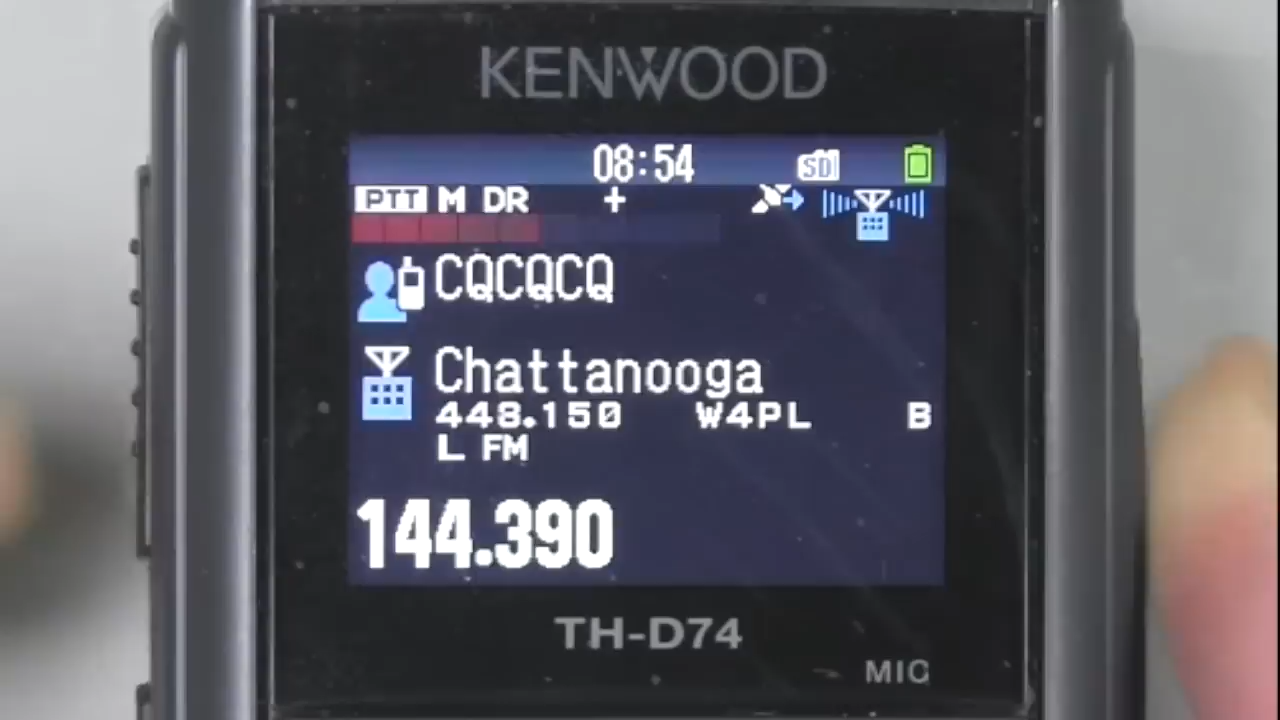 KENWOOD
08:54 SD
PTT M DR +
CQCQCQ
Chattanooga
448.150 W4PL B
L FM
144.390
TH-D74
MIC